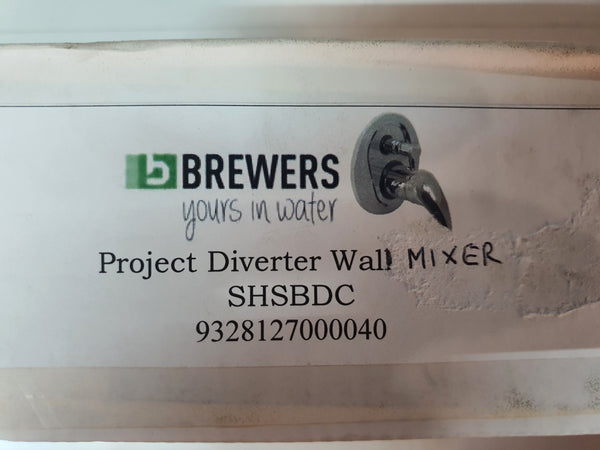 BREWERS
yours in water
Project Diverter Wall MIXER
SHSBDC
9328127000040